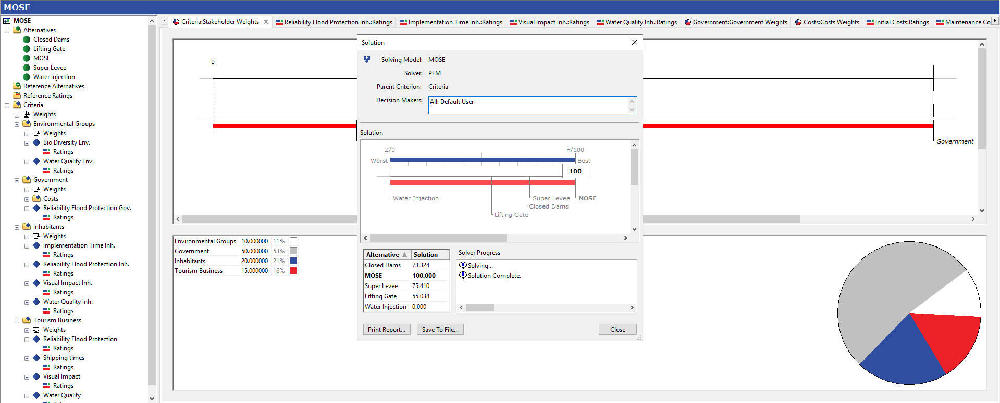 MOSE
MOSE
Alternatives
Closed Dams
Lifting Gate
MOSE
Super Levee
Water Injection
Reference Alternatives
Reference Ratings
Criteria
Weights
Environmental Groups
Weights
Bio Diversity Env.
Ratings
Water Quality Env.
Ratings
Government
Weights
Costs
Reliability Flood Protection Gov.
Ratings
Inhabitants
Weights
Implementation Time Inh.
Ratings
Reliability Flood Protection Inh.
Ratings
Visual Impact Inh.
Ratings
Water Quality Inh.
Ratings
Tourism Business
Weights
Reliability Flood Protection
Ratings
Shipping times
Ratings
Visual Impact
Ratings
Water Quality
Criteria:Stakeholder Weights Reliability Flood Protection Inh.:Ratings Implementation Time Inh.:Ratings Visual Impact Inh.:Ratings Water Quality Inh.:Ratings Government:Government Weights Costs:Costs Weights Initial Costs:Ratings Maintenance Co
0
Government
Environmental Groups 10.000000 11%
Government 50.000000 53%
Inhabitants 20.000000 21%
Tourism Business 15.000000 16%
Solution
Solving Model: MOSE
Solver: PFM
Parent Criterion: Criteria
Decision Makers: All: Default User
Solution
Z/0 H/100
Worst Best
100
Water Injection Super Levee MOSE
Closed Dams
Lifting Gate
Alternative Solution
Closed Dams 73.324
MOSE 100.000
Super Levee 75.410
Lifting Gate 55.038
Water Injection 0.000
Solver Progress
Solving...
Solution Complete.
Print Report... Save To File... Close